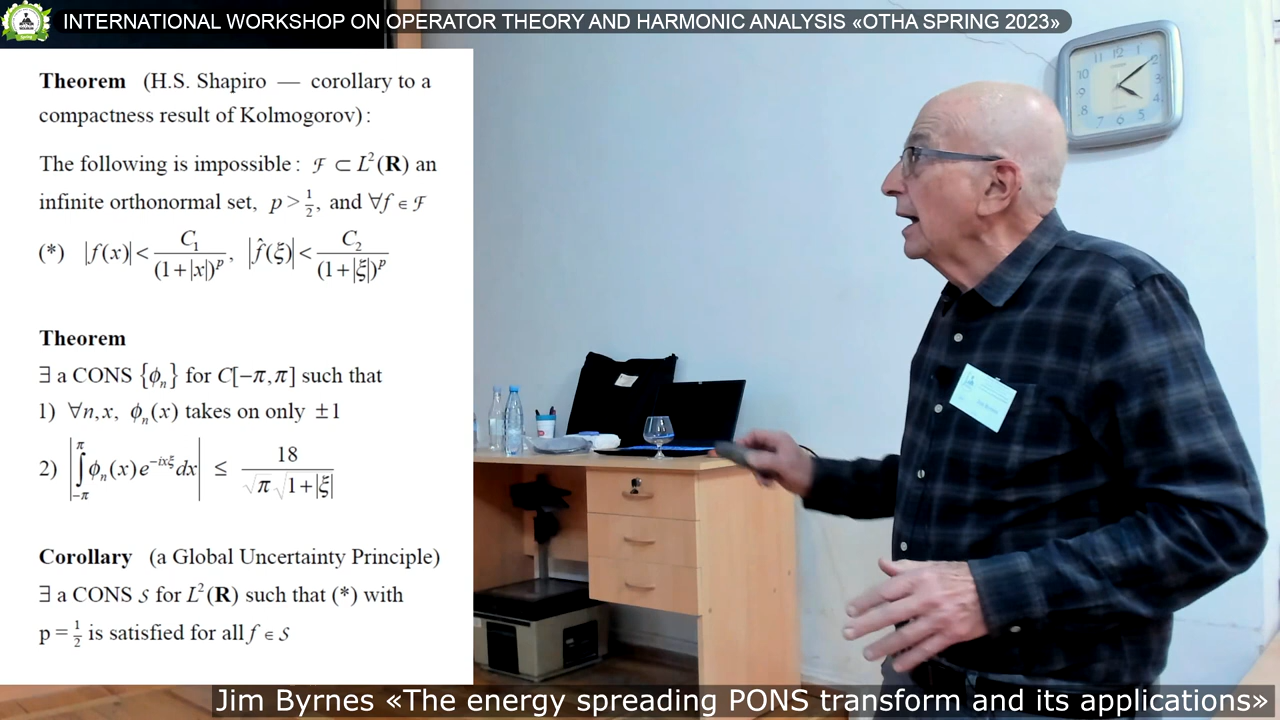 INTERNATIONAL WORKSHOP ON OPERATOR THEORY AND HARMONIC ANALYSIS «OTHA SPRING 2023»
Theorem (H.S. Shapiro — corollary to a
compactness result of Kolmogorov) :
The following is impossible : ℱ ⊂ L²(R) an
infinite orthonormal set, p > 1/2, and ∀f ∈ ℱ
(*) |f(x)| < C₁/(1+|x|)ᵖ, |f̂(ξ)| < C₂/(1+|ξ|)ᵖ
Theorem
∃ a CONS {ϕₙ} for C[−π,π] such that
1) ∀n,x, ϕₙ(x) takes on only ±1
2) |∫_{−π}^{π} ϕₙ(x)e^{−ixξ}dx| ≤ 18/(√π √1+|ξ|)
Corollary (a Global Uncertainty Principle)
∃ a CONS 𝒮 for L²(R) such that (*) with
p = 1/2 is satisfied for all f ∈ 𝒮
Jim Byrnes «The energy spreading PONS transform and its applications»